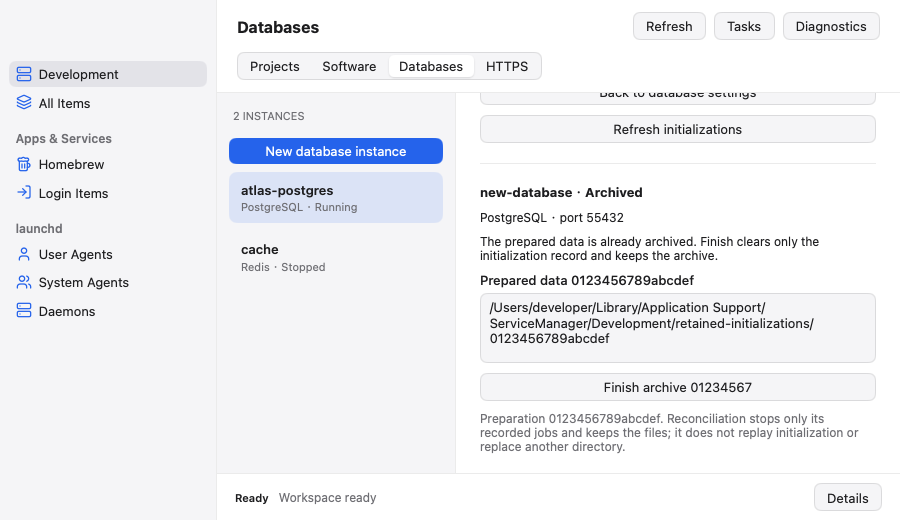 Databases
Refresh
Tasks
Diagnostics
Projects
Software
Databases
HTTPS
Development
All Items
Apps & Services
Homebrew
Login Items
launchd
User Agents
System Agents
Daemons
2 INSTANCES
New database instance
atlas-postgres
PostgreSQL · Running
cache
Redis · Stopped
Back to database settings
Refresh initializations
new-database · Archived
PostgreSQL · port 55432
The prepared data is already archived. Finish clears only the
initialization record and keeps the archive.
Prepared data 0123456789abcdef
/Users/developer/Library/Application Support/
ServiceManager/Development/retained-initializations/
0123456789abcdef
Finish archive 01234567
Preparation 0123456789abcdef. Reconciliation stops only its
recorded jobs and keeps the files; it does not replay initialization or
replace another directory.
Ready
Workspace ready
Details